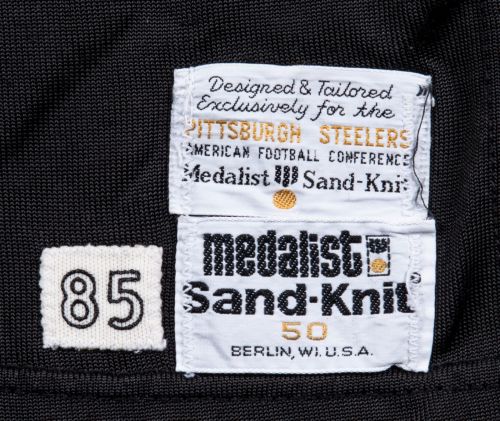 Designed & Tailored
Exclusively for the
PITTSBURGH STEELERS
AMERICAN FOOTBALL CONFERENCE
Medalist Sand-Knit
85
medalist
Sand-Knit
50
BERLIN, WI. U.S.A.